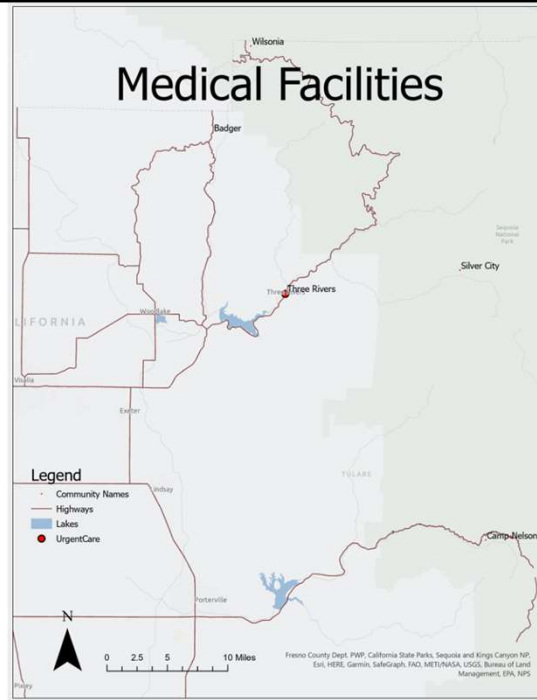 Wilsonia
Medical Facilities
Badger
Sequoia
National
Park
Silver City
Three Rivers
Woodlake
LIFORNIA
Visalia
Exeter
TULARE
Legend
Community Names
Highways
Lakes
UrgentCare
Lindsay
Camp Nelson
Porterville
N
0 2.5 5 10 Miles
Fresno County Dept. PWP, California State Parks, Sequoia and Kings Canyon NP,
Esri, HERE, Garmin, SafeGraph, FAO, METI/NASA, USGS, Bureau of Land
Management, EPA, NPS
Pixley